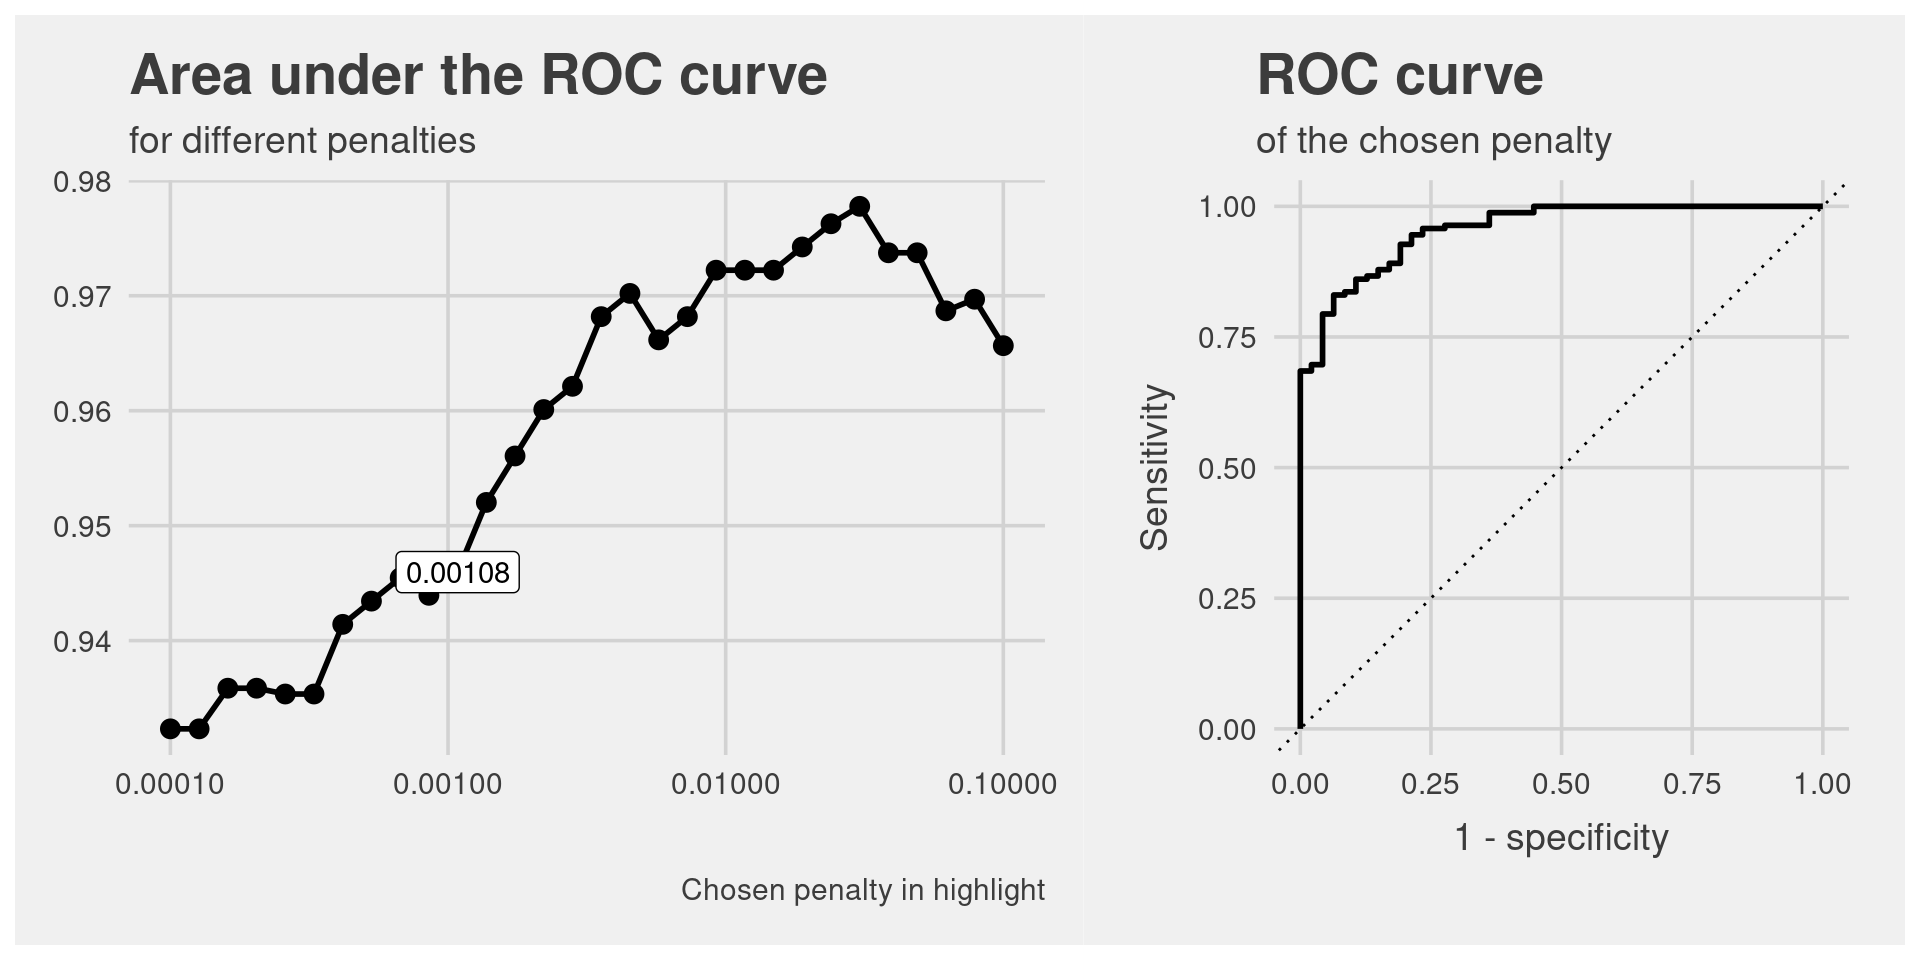 Area under the ROC curve
for different penalties
0.98
0.97
0.96
0.95
0.94
0.00108
0.00010 0.00100 0.01000 0.10000
Chosen penalty in highlight
ROC curve
of the chosen penalty
Sensitivity
1.00
0.75
0.50
0.25
0.00
0.00 0.25 0.50 0.75 1.00
1 - specificity